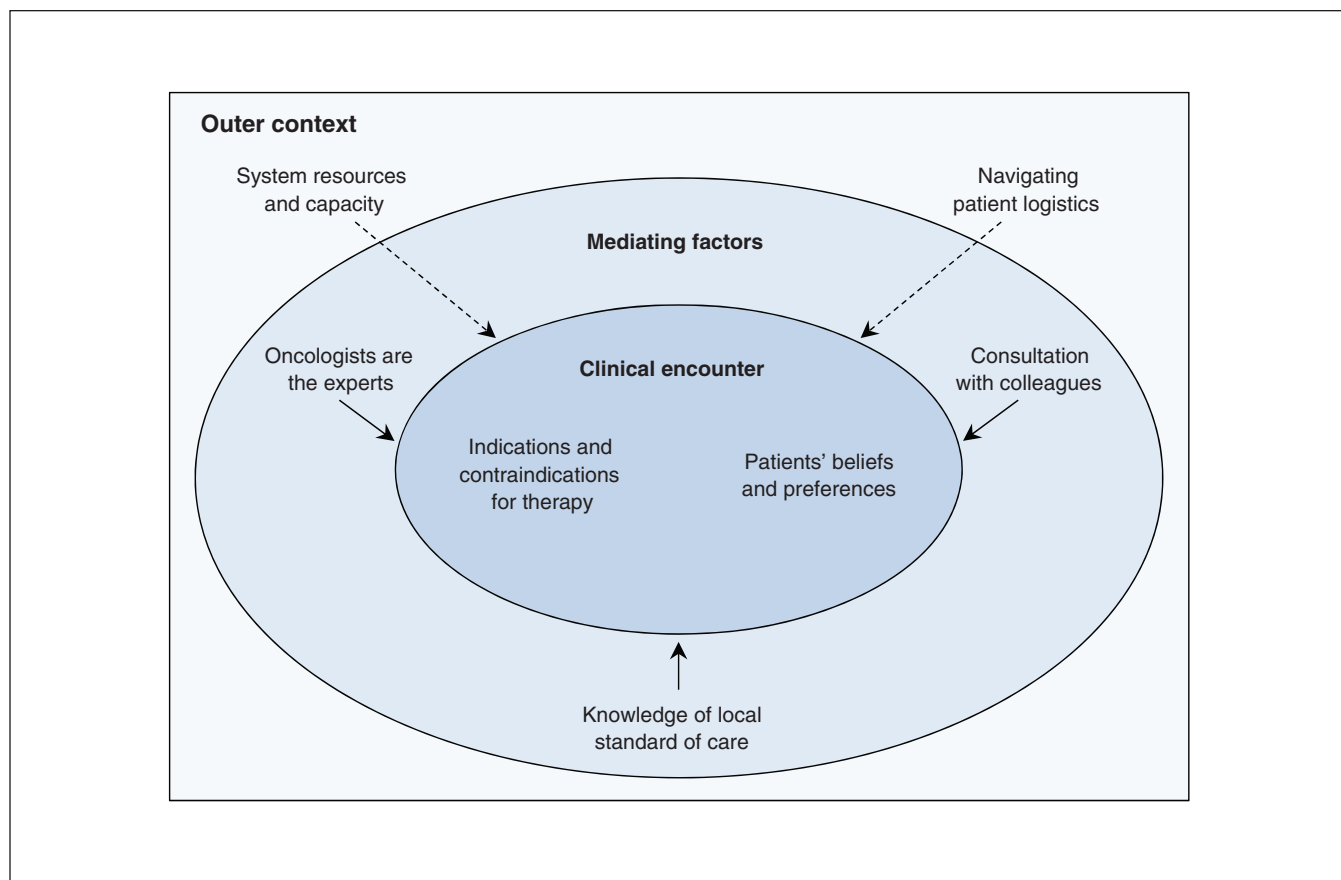 Outer context
System resources
and capacity
Navigating
patient logistics
Mediating factors
Oncologists are
the experts
Clinical encounter
Consultation
with colleagues
Indications and
contraindications
for therapy
Patients’ beliefs
and preferences
Knowledge of local
standard of care